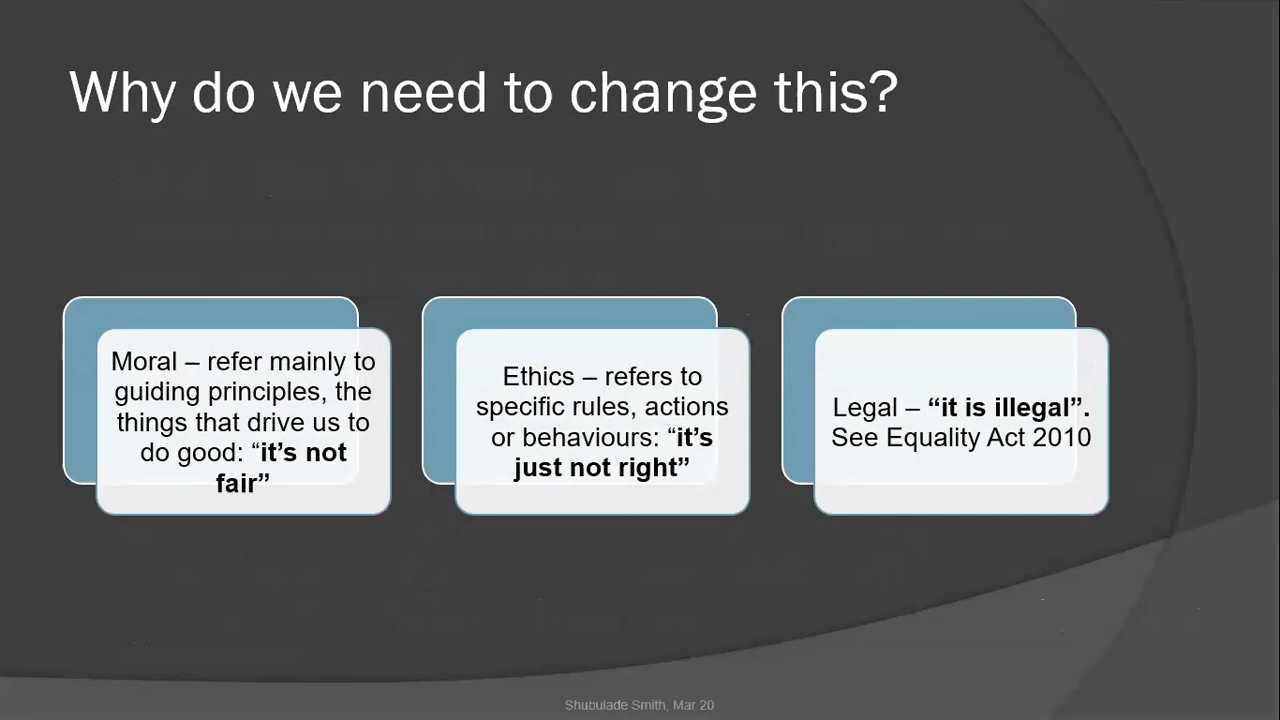 Why do we need to change this?
Moral – refer mainly to
guiding principles, the
things that drive us to
do good: “it’s not
fair”
Ethics – refers to
specific rules, actions
or behaviours: “it’s
just not right”
Legal – “it is illegal”.
See Equality Act 2010
Shubulade Smith, Mar 20